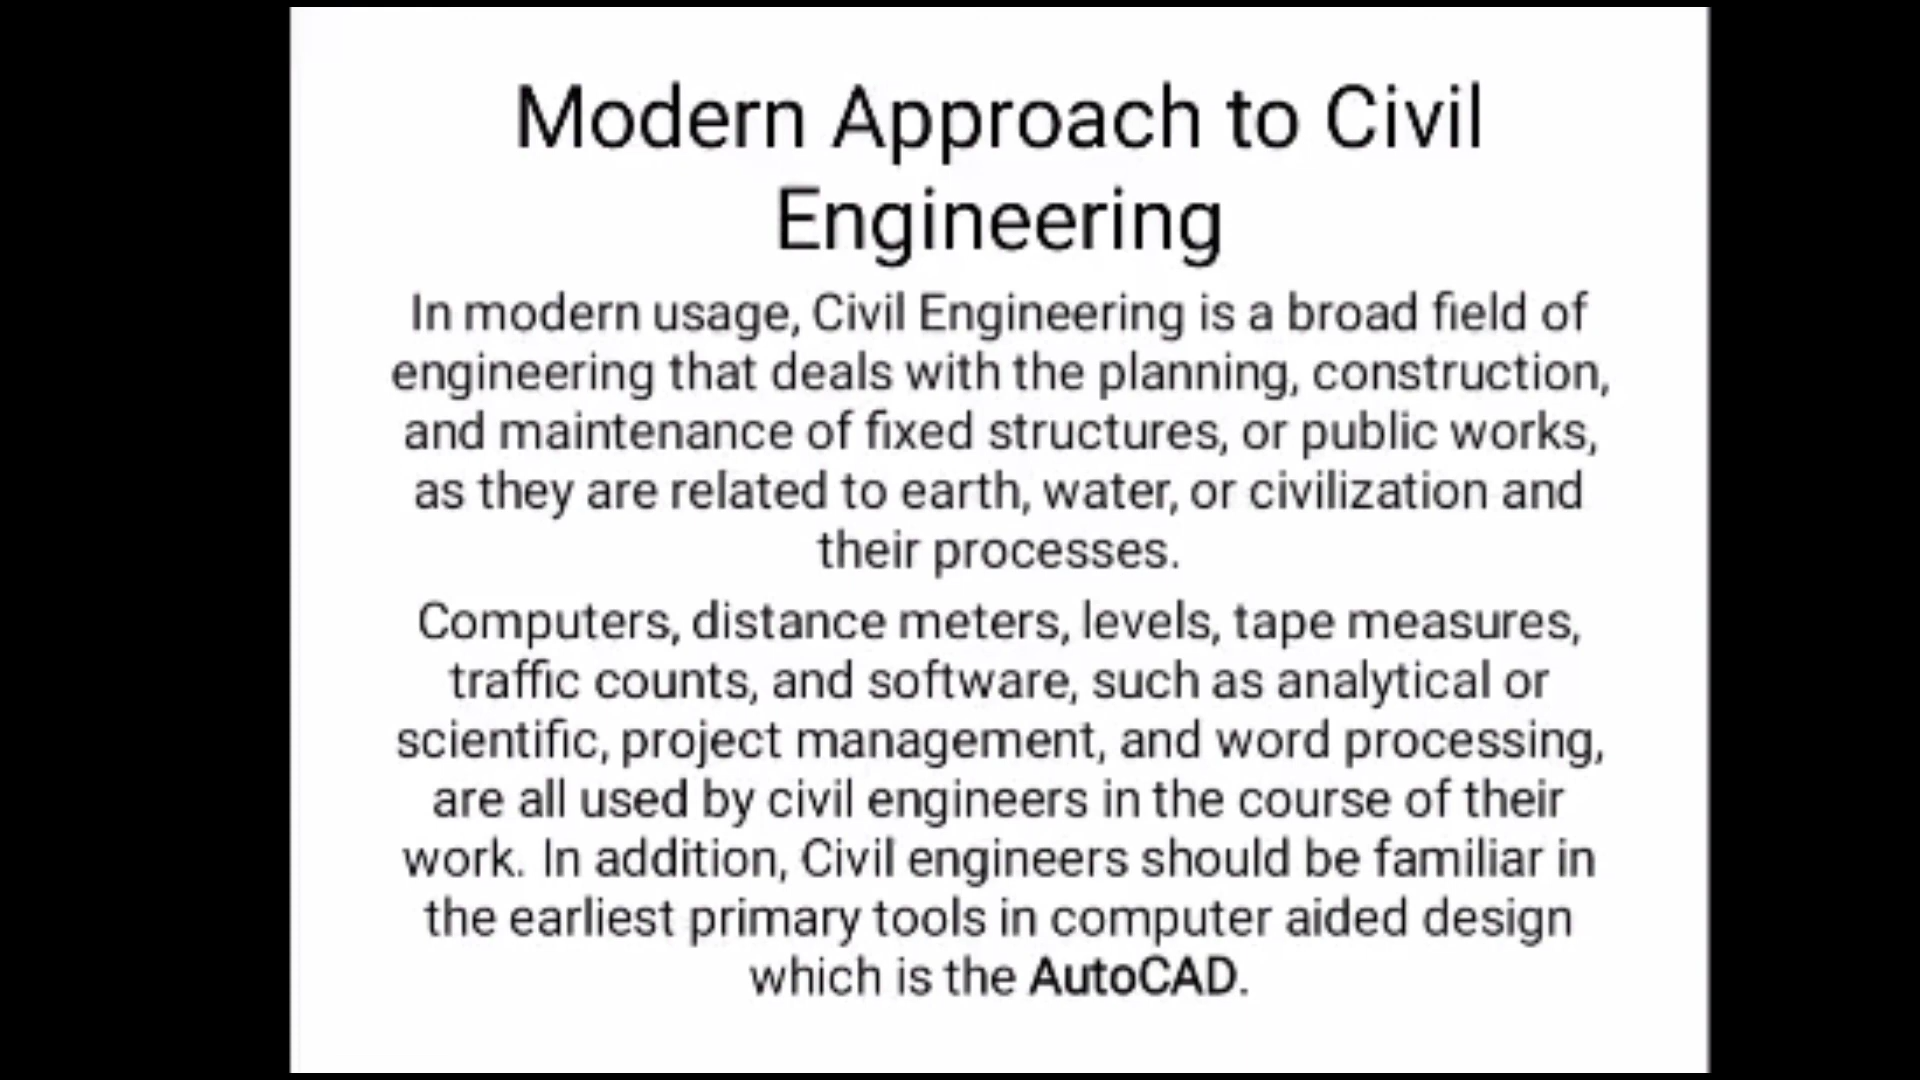 Modern Approach to Civil
Engineering
In modern usage, Civil Engineering is a broad field of
engineering that deals with the planning, construction,
and maintenance of fixed structures, or public works,
as they are related to earth, water, or civilization and
their processes.
Computers, distance meters, levels, tape measures,
traffic counts, and software, such as analytical or
scientific, project management, and word processing,
are all used by civil engineers in the course of their
work. In addition, Civil engineers should be familiar in
the earliest primary tools in computer aided design
which is the AutoCAD.